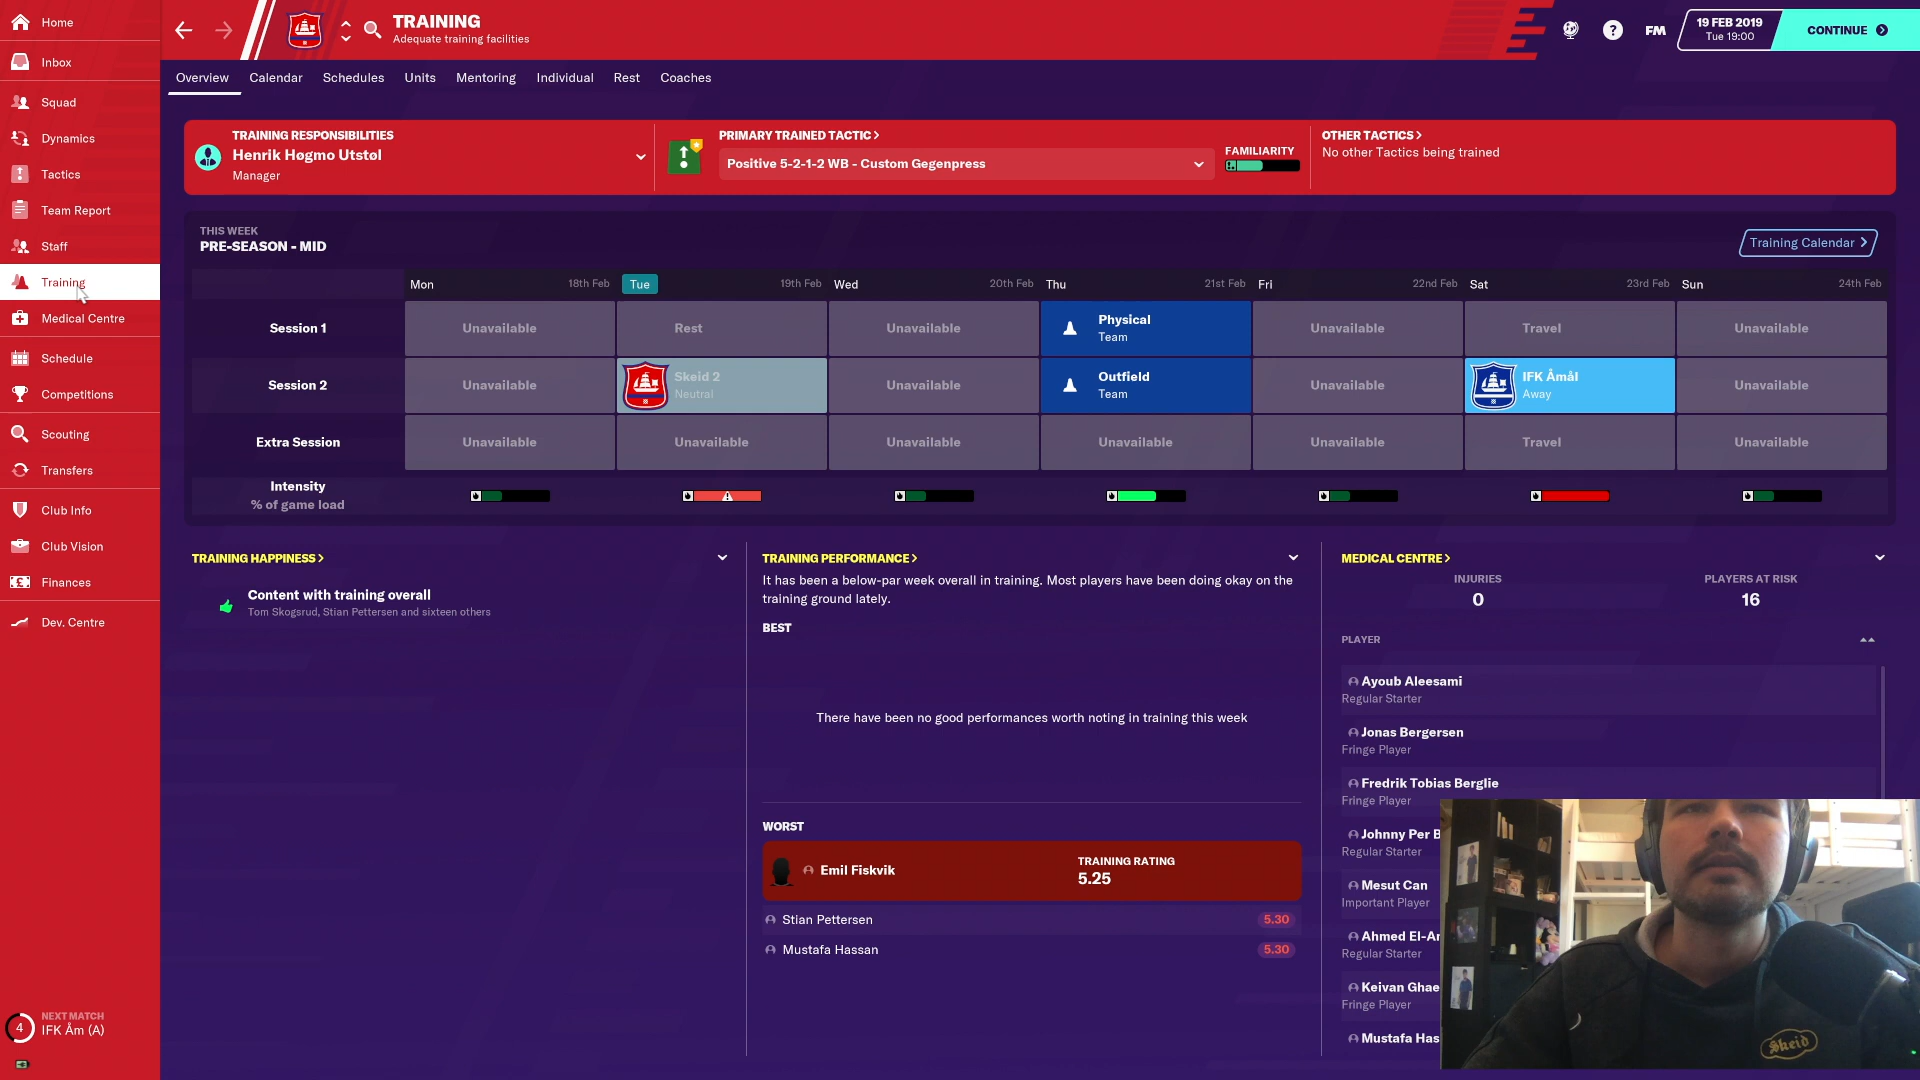 Home
Inbox
Squad
Dynamics
Tactics
Team Report
Staff
Training
Medical Centre
Schedule
Competitions
Scouting
Transfers
Club Info
Club Vision
Finances
Dev. Centre
4
NEXT MATCH
IFK Åm (A)
TRAINING
Adequate training facilities
?
FM
19 FEB 2019
Tue 19:00
CONTINUE
Overview Calendar Schedules Units Mentoring Individual Rest Coaches
TRAINING RESPONSIBILITIES
Henrik Høgmo Utstøl
Manager
PRIMARY TRAINED TACTIC >
Positive 5-2-1-2 WB - Custom Gegenpress
FAMILIARITY
OTHER TACTICS >
No other Tactics being trained
THIS WEEK
PRE-SEASON - MID
Training Calendar >
Mon 18th Feb Tue 19th Feb Wed 20th Feb Thu 21st Feb Fri 22nd Feb Sat 23rd Feb Sun 24th Feb
Session 1 Unavailable Rest Unavailable Physical Team Unavailable Travel Unavailable
Session 2 Unavailable Skeid 2 Neutral Unavailable Outfield Team Unavailable IFK Åmål Away Unavailable
Extra Session Unavailable Unavailable Unavailable Unavailable Unavailable Travel Unavailable
Intensity
% of game load
TRAINING HAPPINESS >
Content with training overall
Tom Skogsrud, Stian Pettersen and sixteen others
TRAINING PERFORMANCE >
It has been a below-par week overall in training. Most players have been doing okay on the
training ground lately.
BEST
There have been no good performances worth noting in training this week
WORST
Emil Fiskvik
TRAINING RATING
5.25
Stian Pettersen 5.30
Mustafa Hassan 5.30
MEDICAL CENTRE >
INJURIES
0
PLAYERS AT RISK
16
PLAYER
Ayoub Aleesami
Regular Starter
Jonas Bergersen
Fringe Player
Fredrik Tobias Berglie
Fringe Player
Johnny Per B
Regular Starter
Mesut Can
Important Player
Ahmed El-Ar
Regular Starter
Keivan Ghae
Fringe Player
Mustafa Has
Skeid